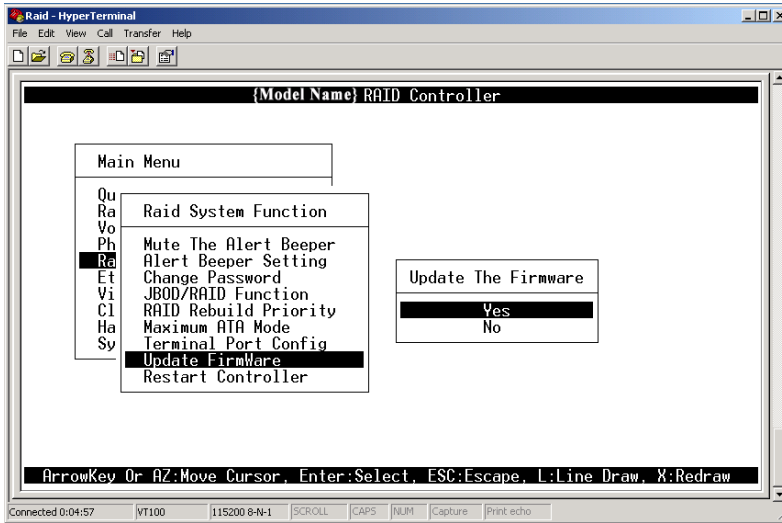 Raid - HyperTerminal
File Edit View Call Transfer Help
{Model Name} RAID Controller
Main Menu
Qu
Ra
Vo
Ph
Ra
Et
Vi
Cl
Ha
Sy
Raid System Function
Mute The Alert Beeper
Alert Beeper Setting
Change Password
JBOD/RAID Function
RAID Rebuild Priority
Maximum ATA Mode
Terminal Port Config
Update FirmWare
Restart Controller
Update The Firmware
Yes
No
ArrowKey Or AZ:Move Cursor, Enter:Select, ESC:Escape, L:Line Draw, X:Redraw
Connected 0:04:57 VT100 115200 8-N-1 SCROLL CAPS NUM Capture Print echo